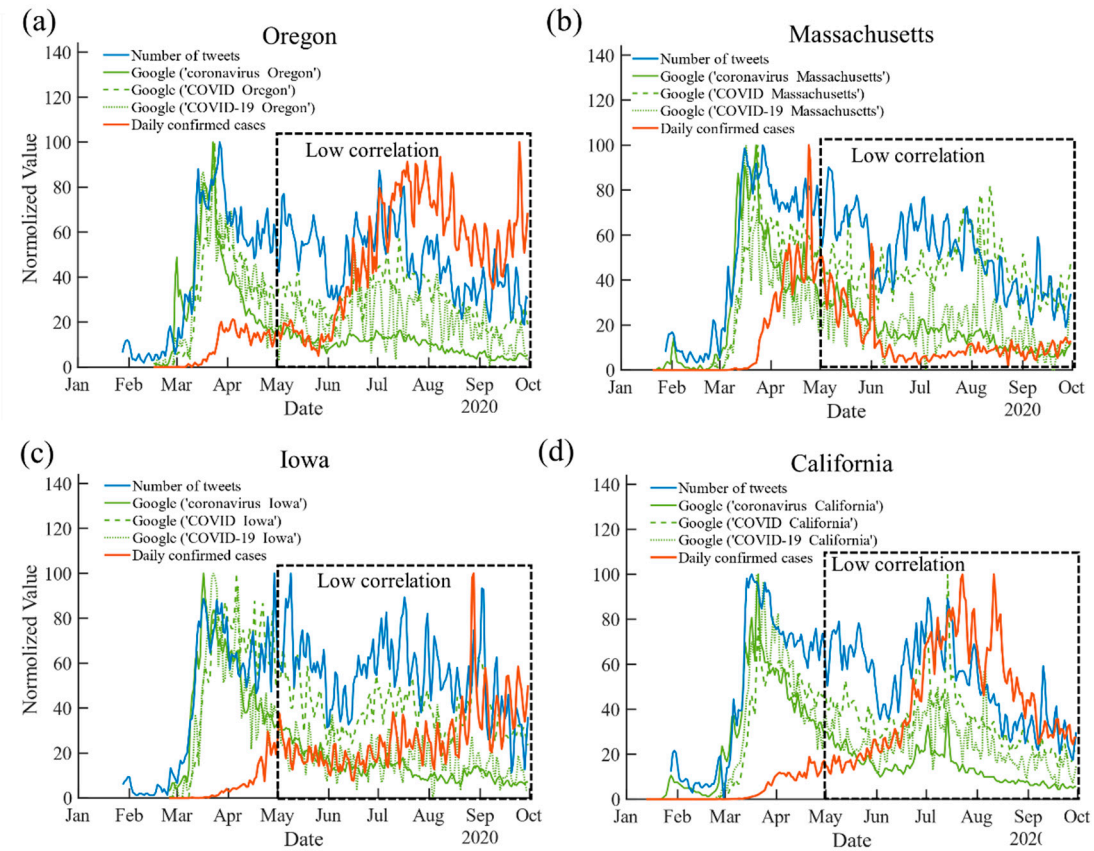 (a)
Oregon
Number of tweets
Google ('coronavirus Oregon')
Google ('COVID Oregon')
Google ('COVID-19 Oregon')
Daily confirmed cases
Low correlation
Normolized Value
140
120
100
80
60
40
20
0
Jan Feb Mar Apr May Jun Jul Aug Sep Oct
Date
2020
(b)
Massachusetts
Number of tweets
Google ('coronavirus Massachusetts')
Google ('COVID Massachusetts')
Google ('COVID-19 Massachusetts')
Daily confirmed cases
Low correlation
140
120
100
80
60
40
20
0
Jan Feb Mar Apr May Jun Jul Aug Sep Oct
Date
2020
(c)
Iowa
Number of tweets
Google ('coronavirus Iowa')
Google ('COVID Iowa')
Google ('COVID-19 Iowa')
Daily confirmed cases
Low correlation
Normolized Value
140
120
100
80
60
40
20
0
Jan Feb Mar Apr May Jun Jul Aug Sep Oct
Date
2020
(d)
California
Number of tweets
Google ('coronavirus California')
Google ('COVID California')
Google ('COVID-19 California')
Daily confirmed cases
Low correlation
140
120
100
80
60
40
20
0
Jan Feb Mar Apr May Jun Jul Aug Sep Oct
Date
202